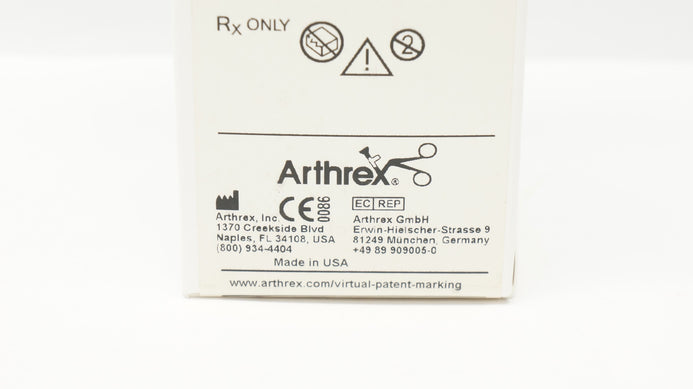 Rx ONLY
2
Arthrex®
CE 0086
EC REP
Arthrex, Inc.
1370 Creekside Blvd
Naples, FL 34108, USA
(800) 934-4404
Arthrex GmbH
Erwin-Hielscher-Strasse 9
81249 München, Germany
+49 89 909005-0
Made in USA
www.arthrex.com/virtual-patent-marking